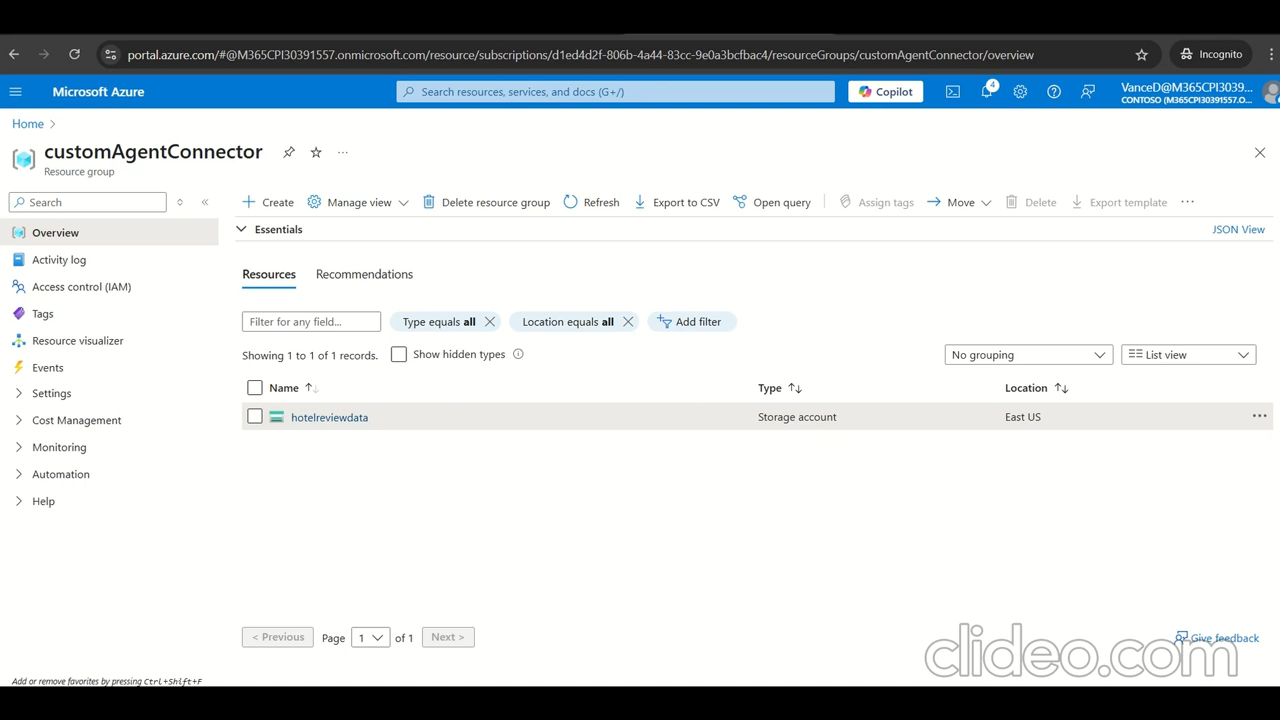 portal.azure.com/#@M365CPI30391557.onmicrosoft.com/resource/subscriptions/d1ed4d2f-806b-4a44-83cc-9e0a3bcfbac4/resourceGroups/customAgentConnector/overview
Incognito
Microsoft Azure
Search resources, services, and docs (G+/)
Copilot
4
VanceD@M365CPI3039...
CONTOSO (M365CPI30391557.O...
Home
customAgentConnector
Resource group
Search
Create
Manage view
Delete resource group
Refresh
Export to CSV
Open query
Assign tags
Move
Delete
Export template
Overview
Activity log
Access control (IAM)
Tags
Resource visualizer
Events
Settings
Cost Management
Monitoring
Automation
Help
Essentials
JSON View
Resources Recommendations
Filter for any field...
Type equals all
Location equals all
Add filter
Showing 1 to 1 of 1 records.
Show hidden types
No grouping
List view
Name
Type
Location
hotelreviewdata
Storage account
East US
< Previous
Page 1 of 1
Next >
Give feedback
clideo.com
Add or remove favorites by pressing Ctrl+Shift+F